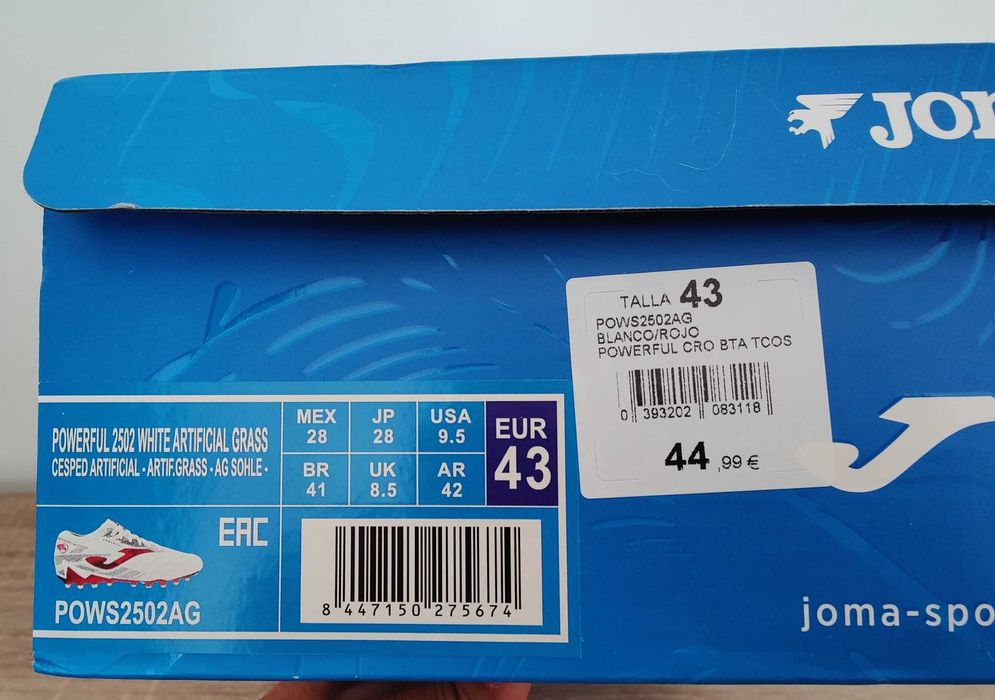 JOM
TALLA 43
POWS2502AG
BLANCO/ROJO
POWERFUL CRO BTA TCOS
0 393202 083118
44 ,99 €
POWERFUL 2502 WHITE ARTIFICIAL GRASS
CESPED ARTIFICIAL - ARTIF.GRASS - AG SOHLE -
MEX JP USA
28 28 9.5
BR UK AR
41 8.5 42
EUR
43
EAC
POWS2502AG
8 447150 275674
joma-spo